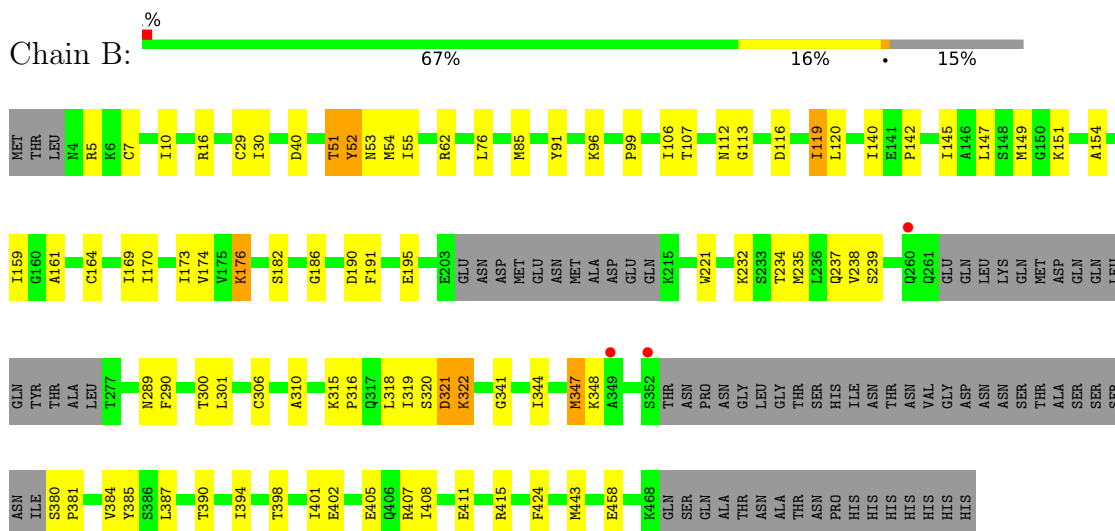 .%
Chain B:
67% 16% • 15%
MET THR LEU N4 R5 K6 C7 I10 R16 C29 I30 D40 T51 Y52 N53 M54 I55 R62 L76 M85 Y91 K96 P99 I106 T107 N112 G113 D116 I119 L120 I140 E141 P142 I145 A146 L147 S148 M149 G150 K151 A154
I159 G160 A161 C164 I169 I170 I173 V174 V175 K176 S182 G186 D190 F191 E195 E203 GLU ASN ASP MET GLU ASN MET ALA ASP GLU GLN K215 W221 K232 S233 T234 M235 L236 Q237 V238 S239 Q260 Q261 GLU GLN LEU LYS GLN MET ASP GLN GLN LEU
GLN TYR THR ALA LEU T277 N289 F290 T300 L301 C306 A310 K315 P316 Q317 L318 I319 S320 D321 K322 G341 I344 M347 K348 A349 S352 THR ASN PRO ASN GLY LEU GLY THR SER HIS ILE ASN THR ASN VAL GLY ASP ASN ASN SER THR ALA SER SER SER
ASN ILE S380 P381 V384 Y385 S386 L387 T390 I394 T398 I401 E402 E405 Q406 R407 I408 E411 R415 F424 M443 E458 K468 GLN SER GLN ALA THR ASN ALA THR ASN PRO HIS HIS HIS HIS HIS HIS HIS